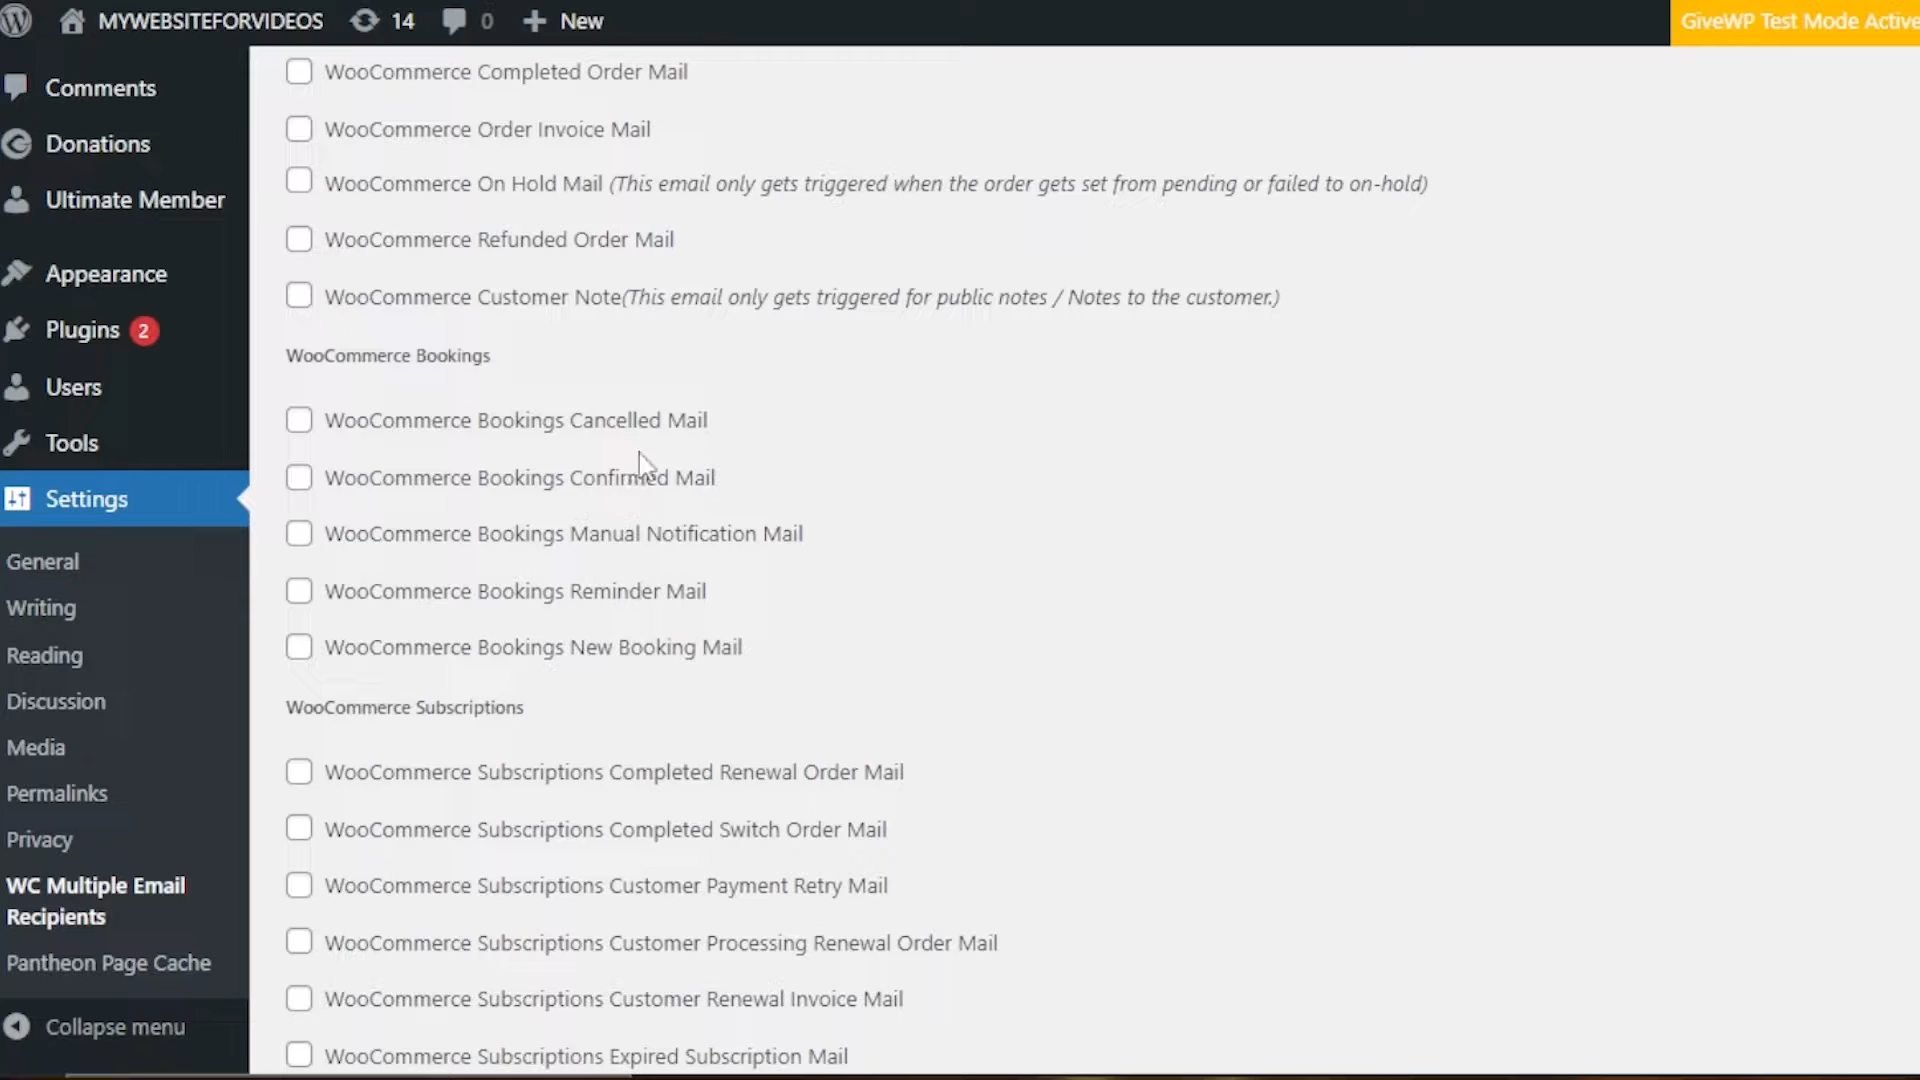 MYWEBSITEFORVIDEOS 14 0 New
GiveWP Test Mode Active
Comments
Donations
Ultimate Member
Appearance
Plugins 2
Users
Tools
Settings
General
Writing
Reading
Discussion
Media
Permalinks
Privacy
WC Multiple Email
Recipients
Pantheon Page Cache
Collapse menu
WooCommerce Completed Order Mail
WooCommerce Order Invoice Mail
WooCommerce On Hold Mail (This email only gets triggered when the order gets set from pending or failed to on-hold)
WooCommerce Refunded Order Mail
WooCommerce Customer Note(This email only gets triggered for public notes / Notes to the customer.)
WooCommerce Bookings
WooCommerce Bookings Cancelled Mail
WooCommerce Bookings Confirmed Mail
WooCommerce Bookings Manual Notification Mail
WooCommerce Bookings Reminder Mail
WooCommerce Bookings New Booking Mail
WooCommerce Subscriptions
WooCommerce Subscriptions Completed Renewal Order Mail
WooCommerce Subscriptions Completed Switch Order Mail
WooCommerce Subscriptions Customer Payment Retry Mail
WooCommerce Subscriptions Customer Processing Renewal Order Mail
WooCommerce Subscriptions Customer Renewal Invoice Mail
WooCommerce Subscriptions Expired Subscription Mail